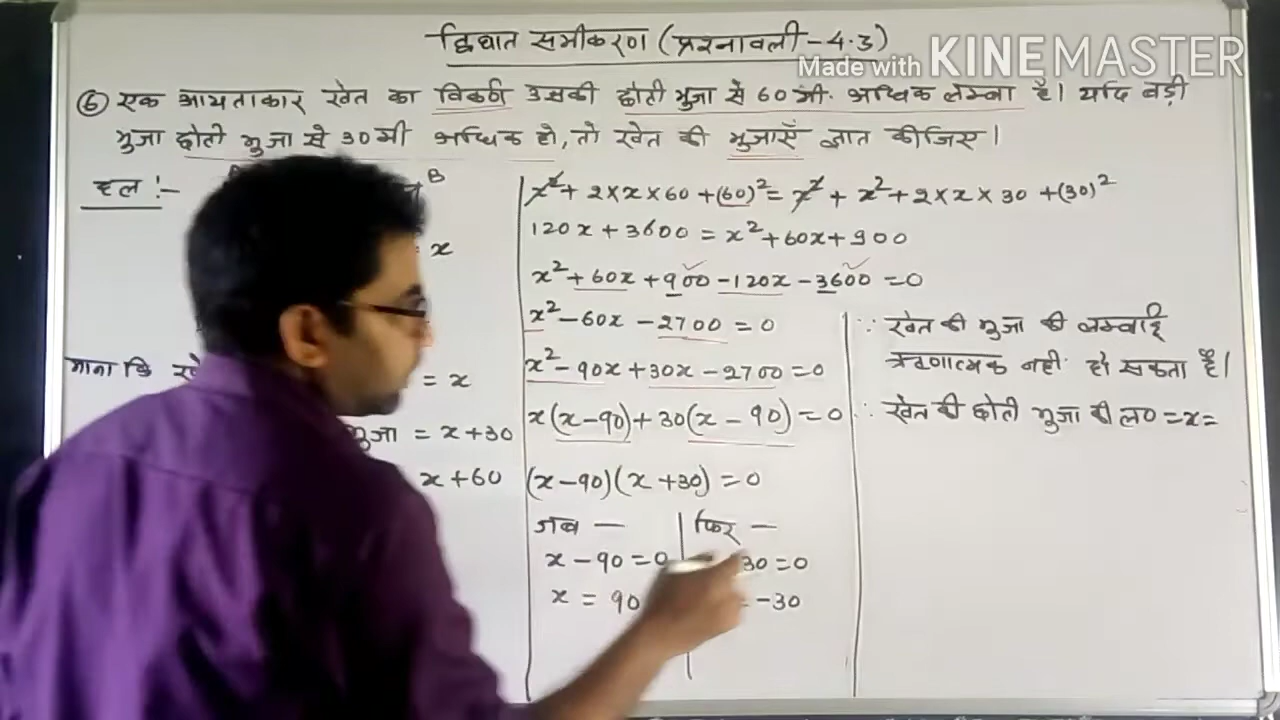 द्विघात समीकरण (प्रश्नावली-4.3)
Made with KINEMASTER
⑥ एक आयताकार खेत का विकर्ण उसकी छोटी भुजा से 60 मी. अधिक लम्बा है। यदि बड़ी
भुजा छोटी भुजा से 30 मी अधिक हो, तो खेत की भुजाएँ ज्ञात कीजिए।
हल :-
B
x
माना कि
= x
भुजा = x+30
x+60
x² + 2×x×60 +(60)² = x² + x² + 2×x×30 +(30)²
120x + 3600 = x²+60x+900
x²+60x+900-120x-3600=0
x²-60x-2700=0
x²-90x+30x-2700=0
x(x-90)+30(x-90)=0
(x-90)(x+30)=0
जब —
x-90=0
x = 90
फिर —
30=0
= -30
∵ खेत की भुजा की लम्बाई
ऋणात्मक नहीं हो सकता है।
∴ खेत की छोटी भुजा की ल० =x=